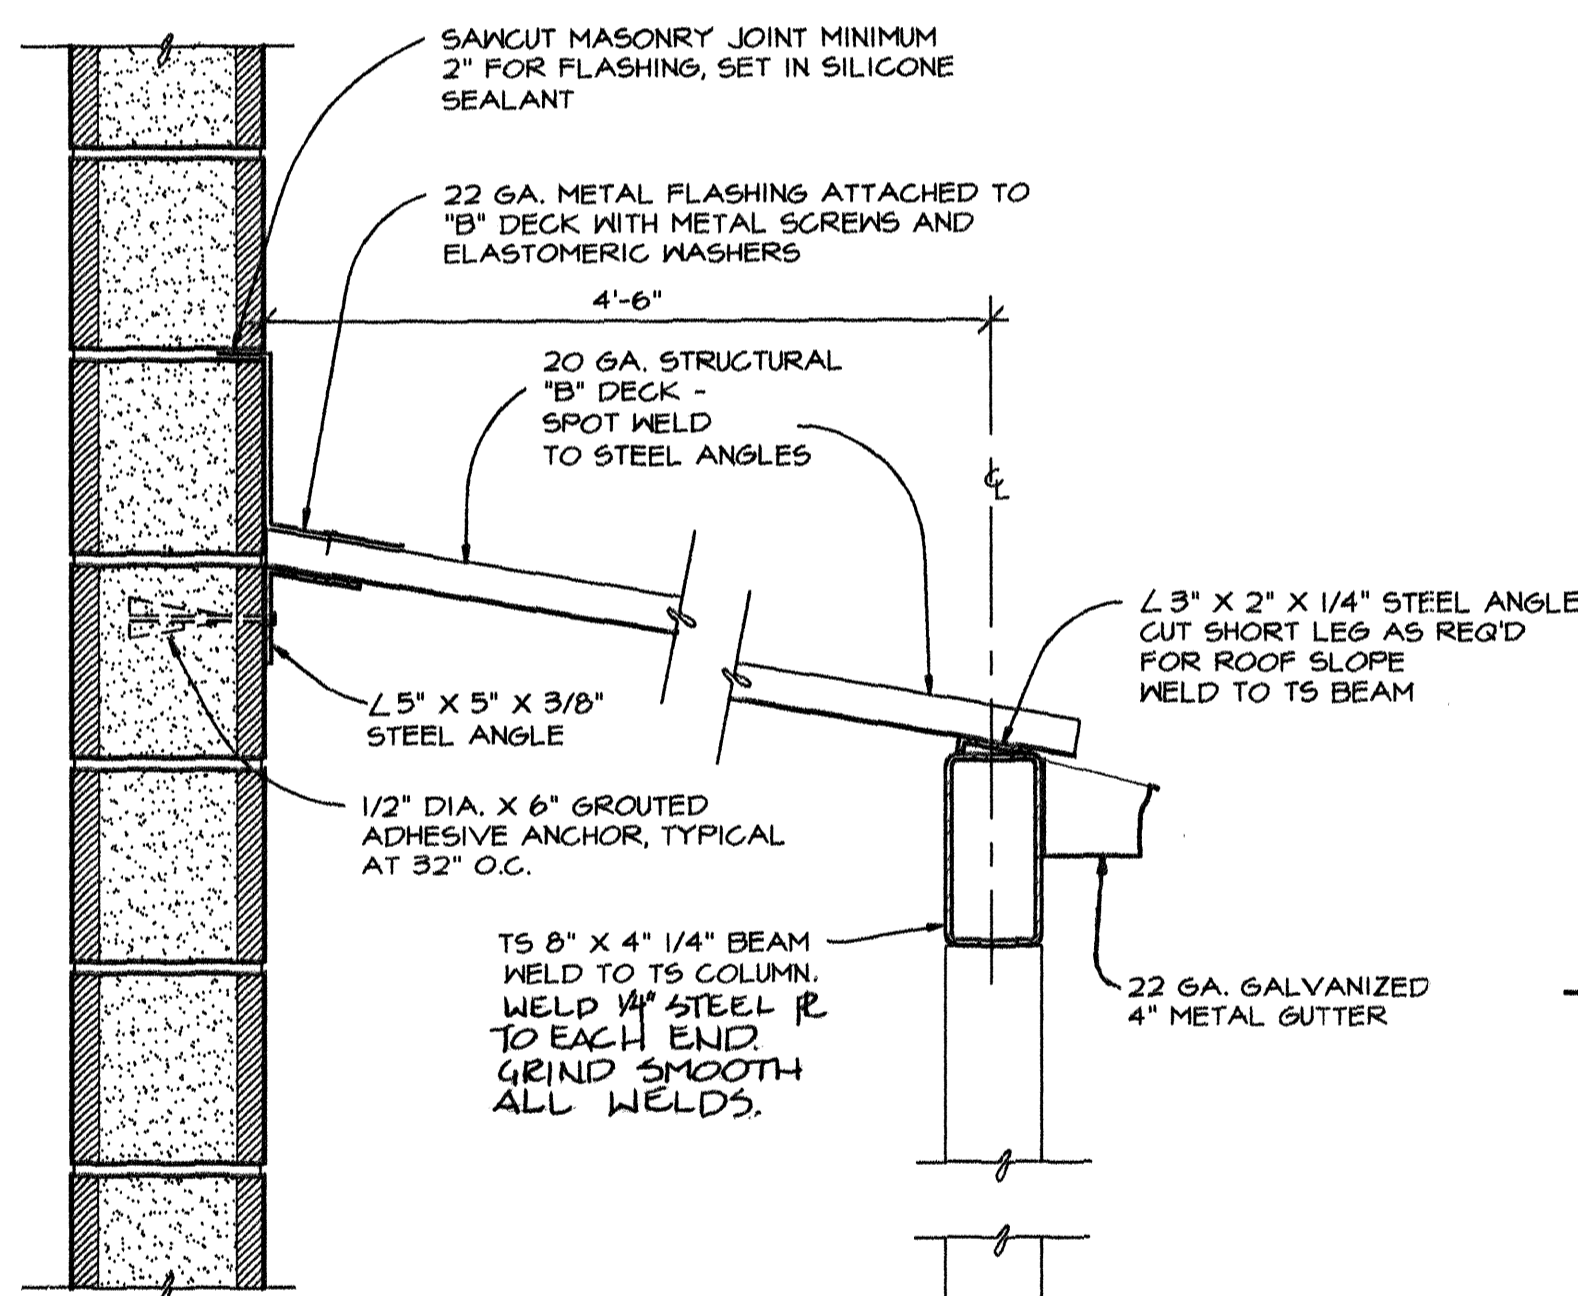 SAWCUT MASONRY JOINT MINIMUM
2" FOR FLASHING, SET IN SILICONE
SEALANT
22 GA. METAL FLASHING ATTACHED TO
"B" DECK WITH METAL SCREWS AND
ELASTOMERIC WASHERS
4'-6"
20 GA. STRUCTURAL
"B" DECK -
SPOT WELD
TO STEEL ANGLES
℄
∠ 3" X 2" X 1/4" STEEL ANGLE
CUT SHORT LEG AS REQ'D
FOR ROOF SLOPE
WELD TO TS BEAM
∠ 5" X 5" X 3/8"
STEEL ANGLE
1/2" DIA. X 6" GROUTED
ADHESIVE ANCHOR, TYPICAL
AT 32" O.C.
TS 8" X 4" 1/4" BEAM
WELD TO TS COLUMN.
WELD 1/4" STEEL PL
TO EACH END.
GRIND SMOOTH
ALL WELDS.
22 GA. GALVANIZED
4" METAL GUTTER